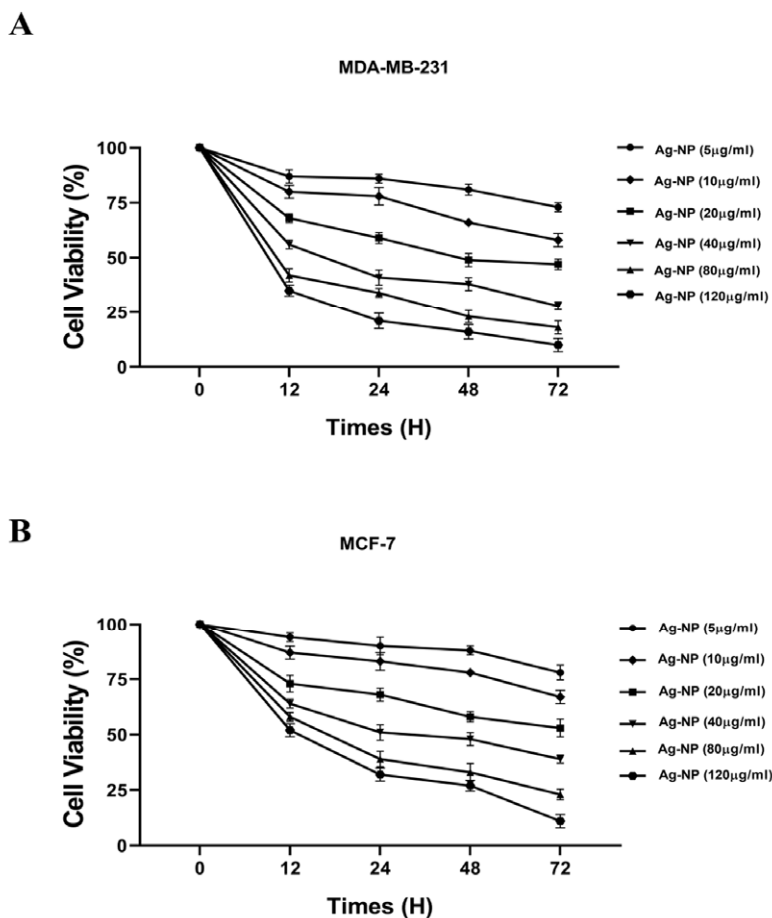 A
MDA-MB-231
Cell Viability (%)
100
75
50
25
0
0 12 24 48 72
Times (H)
Ag-NP (5µg/ml)
Ag-NP (10µg/ml)
Ag-NP (20µg/ml)
Ag-NP (40µg/ml)
Ag-NP (80µg/ml)
Ag-NP (120µg/ml)
B
MCF-7
Cell Viability (%)
100
75
50
25
0
0 12 24 48 72
Times (H)
Ag-NP (5µg/ml)
Ag-NP (10µg/ml)
Ag-NP (20µg/ml)
Ag-NP (40µg/ml)
Ag-NP (80µg/ml)
Ag-NP (120µg/ml)